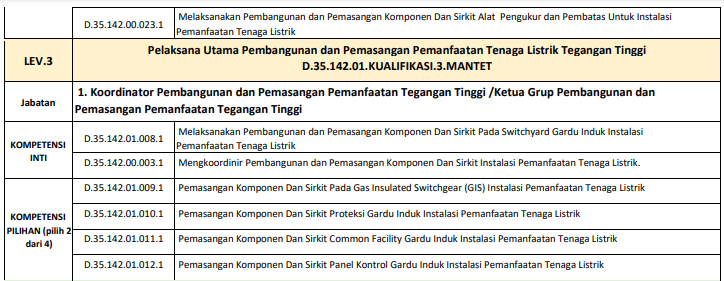 D.35.142.00.023.1 Melaksanakan Pembangunan dan Pemasangan Komponen Dan Sirkit Alat Pengukur dan Pembatas Untuk Instalasi
Pemanfaatan Tenaga Listrik
LEV.3
Pelaksana Utama Pembangunan dan Pemasangan Pemanfaatan Tenaga Listrik Tegangan Tinggi
D.35.142.01.KUALIFIKASI.3.MANTET
Jabatan
1. Koordinator Pembangunan dan Pemasangan Pemanfaatan Tegangan Tinggi /Ketua Grup Pembangunan dan
Pemasangan Pemanfaatan Tegangan Tinggi
KOMPETENSI
INTI
D.35.142.01.008.1 Melaksanakan Pembangunan dan Pemasangan Komponen Dan Sirkit Pada Switchyard Gardu Induk Instalasi
Pemanfaatan Tenaga Listrik
D.35.142.00.003.1 Mengkoordinir Pembangunan dan Pemasangan Komponen Dan Sirkit Instalasi Pemanfaatan Tenaga Listrik.
KOMPETENSI
PILIHAN (pilih 2
dari 4)
D.35.142.01.009.1 Pemasangan Komponen Dan Sirkit Pada Gas Insulated Switchgear (GIS) Instalasi Pemanfaatan Tenaga Listrik
D.35.142.01.010.1 Pemasangan Komponen Dan Sirkit Proteksi Gardu Induk Instalasi Pemanfaatan Tenaga Listrik
D.35.142.01.011.1 Pemasangan Komponen Dan Sirkit Common Facility Gardu Induk Instalasi Pemanfaatan Tenaga Listrik
D.35.142.01.012.1 Pemasangan Komponen Dan Sirkit Panel Kontrol Gardu Induk Instalasi Pemanfaatan Tenaga Listrik